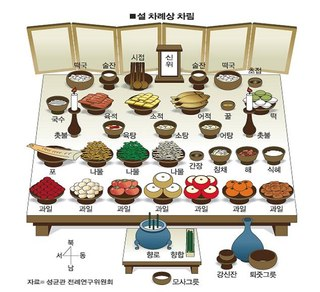 ■설 차례상 차림
떡국 술잔 시접 신위 술잔 떡국 초접
국수 육적 소적 어적 꿀 떡
촛불 육탕 소탕 어탕 촛불
포 나물 나물 나물 간장 침채 해 식혜
과일 과일 과일 과일 과일 과일 과일
향로 향합
모사그릇
강신잔 퇴줏그릇
북
서 동
남
자료= 성균관 전례연구위원회